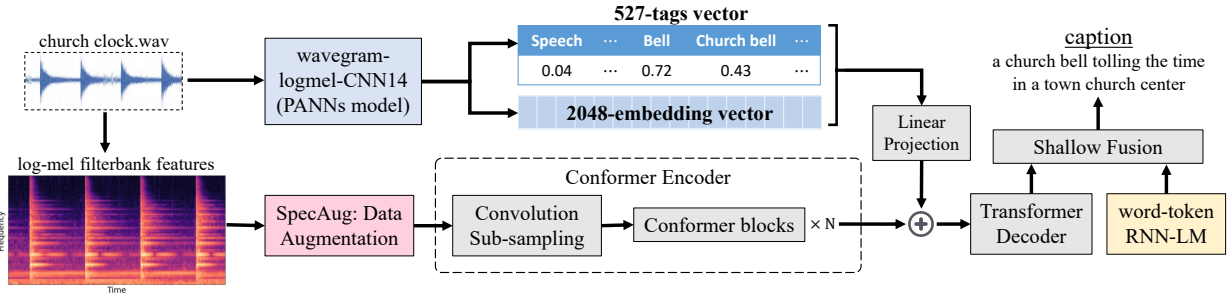 church clock.wav
wavegram-
logmel-CNN14
(PANNs model)
527-tags vector
Speech ... Bell Church bell ...
0.04 ... 0.72 0.43 ...
2048-embedding vector
Linear
Projection
caption
a church bell tolling the time
in a town church center
Shallow Fusion
log-mel filterbank features
Frequency
Time
SpecAug: Data
Augmentation
Conformer Encoder
Convolution
Sub-sampling
Conformer blocks × N
+
Transformer
Decoder
word-token
RNN-LM